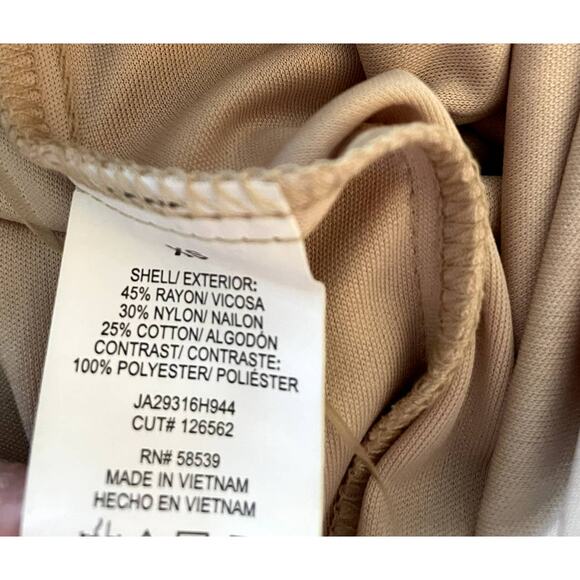 XS
SHELL/ EXTERIOR:
45% RAYON/ VICOSA
30% NYLON/ NAILON
25% COTTON/ ALGODÓN
CONTRAST/ CONTRASTE:
100% POLYESTER/ POLIÉSTER
JA29316H944
CUT# 126562
RN# 58539
MADE IN VIETNAM
HECHO EN VIETNAM